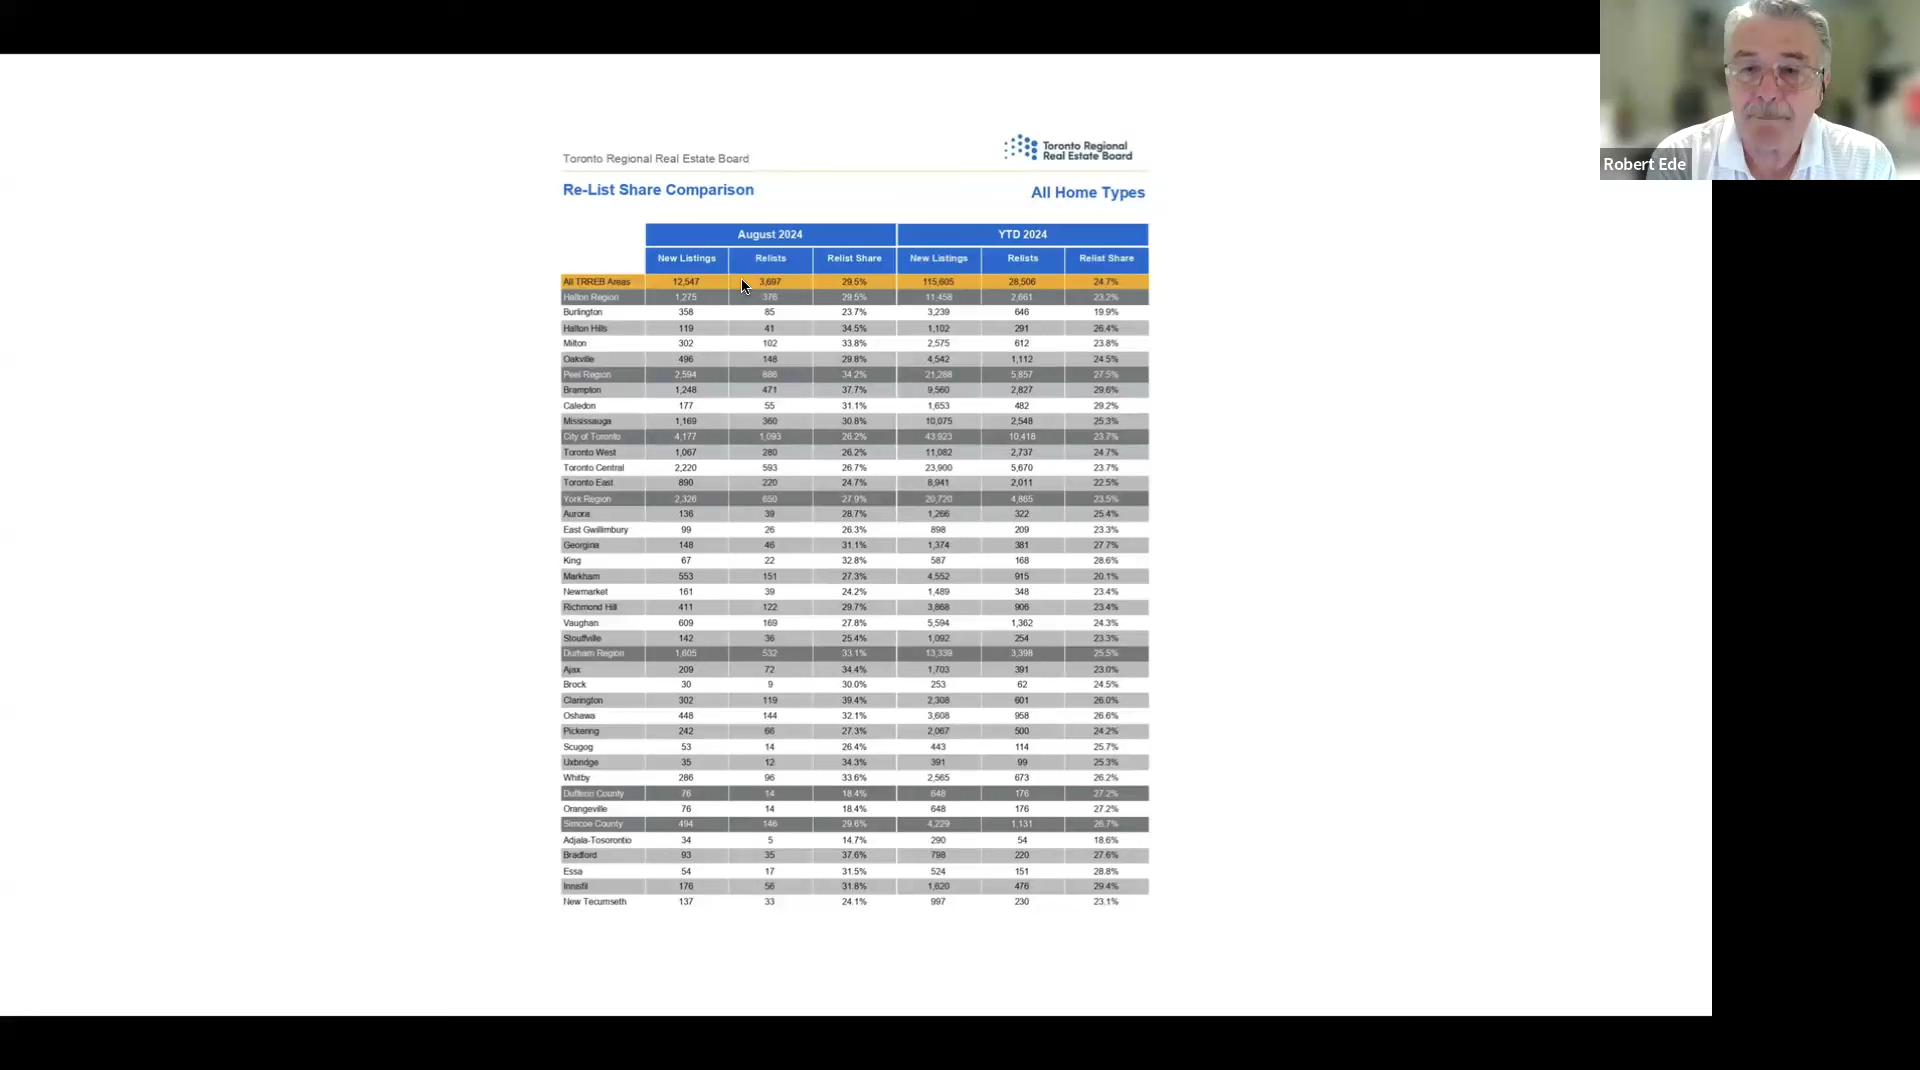 Robert Ede
Toronto Regional Real Estate Board
Toronto Regional
Real Estate Board
Re-List Share Comparison
All Home Types
August 2024 YTD 2024
New Listings Relists Relist Share New Listings Relists Relist Share
All TRREB Areas 12,547 3,697 29.5% 115,605 28,506 24.7%
Halton Region 1,275 376 29.5% 11,458 2,661 23.2%
Burlington 358 85 23.7% 3,239 646 19.9%
Halton Hills 119 41 34.5% 1,102 291 26.4%
Milton 302 102 33.8% 2,575 612 23.8%
Oakville 496 148 29.8% 4,542 1,112 24.5%
Peel Region 2,594 886 34.2% 21,288 5,857 27.5%
Brampton 1,248 471 37.7% 9,560 2,827 29.6%
Caledon 177 55 31.1% 1,653 482 29.2%
Mississauga 1,169 360 30.8% 10,075 2,548 25.3%
City of Toronto 4,177 1,093 26.2% 43,923 10,418 23.7%
Toronto West 1,067 280 26.2% 11,082 2,737 24.7%
Toronto Central 2,220 593 26.7% 23,900 5,670 23.7%
Toronto East 890 220 24.7% 8,941 2,011 22.5%
York Region 2,326 650 27.9% 20,720 4,865 23.5%
Aurora 136 39 28.7% 1,266 322 25.4%
East Gwillimbury 99 26 26.3% 898 209 23.3%
Georgina 148 46 31.1% 1,374 381 27.7%
King 67 22 32.8% 587 168 28.6%
Markham 553 151 27.3% 4,552 915 20.1%
Newmarket 161 39 24.2% 1,489 348 23.4%
Richmond Hill 411 122 29.7% 3,868 906 23.4%
Vaughan 609 169 27.8% 5,594 1,362 24.3%
Stouffville 142 36 25.4% 1,092 254 23.3%
Durham Region 1,605 532 33.1% 13,339 3,398 25.5%
Ajax 209 72 34.4% 1,703 391 23.0%
Brock 30 9 30.0% 253 62 24.5%
Clarington 302 119 39.4% 2,308 601 26.0%
Oshawa 448 144 32.1% 3,608 958 26.6%
Pickering 242 66 27.3% 2,067 500 24.2%
Scugog 53 14 26.4% 443 114 25.7%
Uxbridge 35 12 34.3% 391 99 25.3%
Whitby 286 96 33.6% 2,565 673 26.2%
Dufferin County 76 14 18.4% 648 176 27.2%
Orangeville 76 14 18.4% 648 176 27.2%
Simcoe County 494 146 29.6% 4,229 1,131 26.7%
Adjala-Tosorontio 34 5 14.7% 290 54 18.6%
Bradford 93 35 37.6% 798 220 27.6%
Essa 54 17 31.5% 524 151 28.8%
Innisfil 176 56 31.8% 1,620 476 29.4%
New Tecumseth 137 33 24.1% 997 230 23.1%